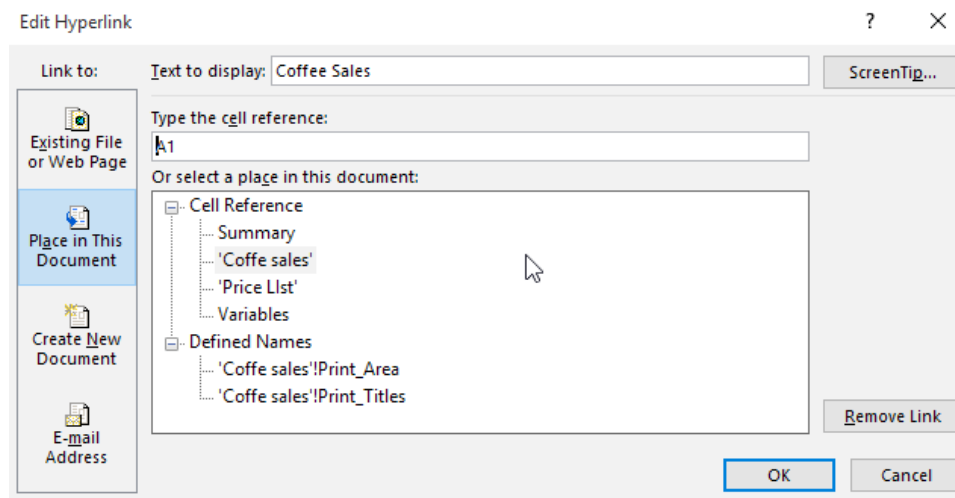 Edit Hyperlink
?
Link to:
Text to display: Coffee Sales
ScreenTip...
Existing File
or Web Page
Type the cell reference:
A1
Or select a place in this document:
Place in This
Document
Cell Reference
Summary
'Coffe sales'
'Price LIst'
Variables
Defined Names
'Coffe sales'!Print_Area
'Coffe sales'!Print_Titles
Create New
Document
E-mail
Address
Remove Link
OK
Cancel